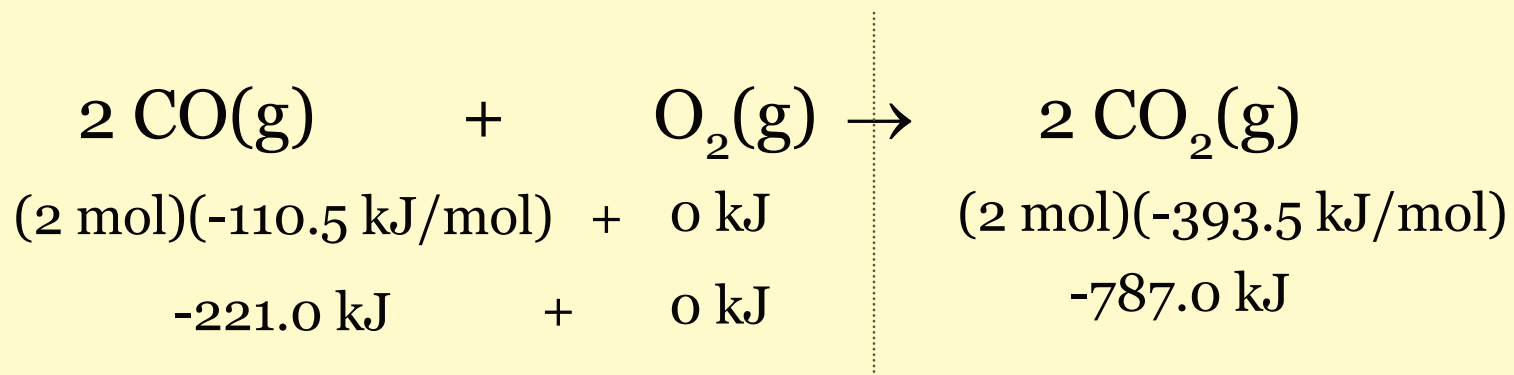 2 CO(g) + O₂(g) → 2 CO₂(g)
(2 mol)(-110.5 kJ/mol) + 0 kJ (2 mol)(-393.5 kJ/mol)
-221.0 kJ + 0 kJ -787.0 kJ